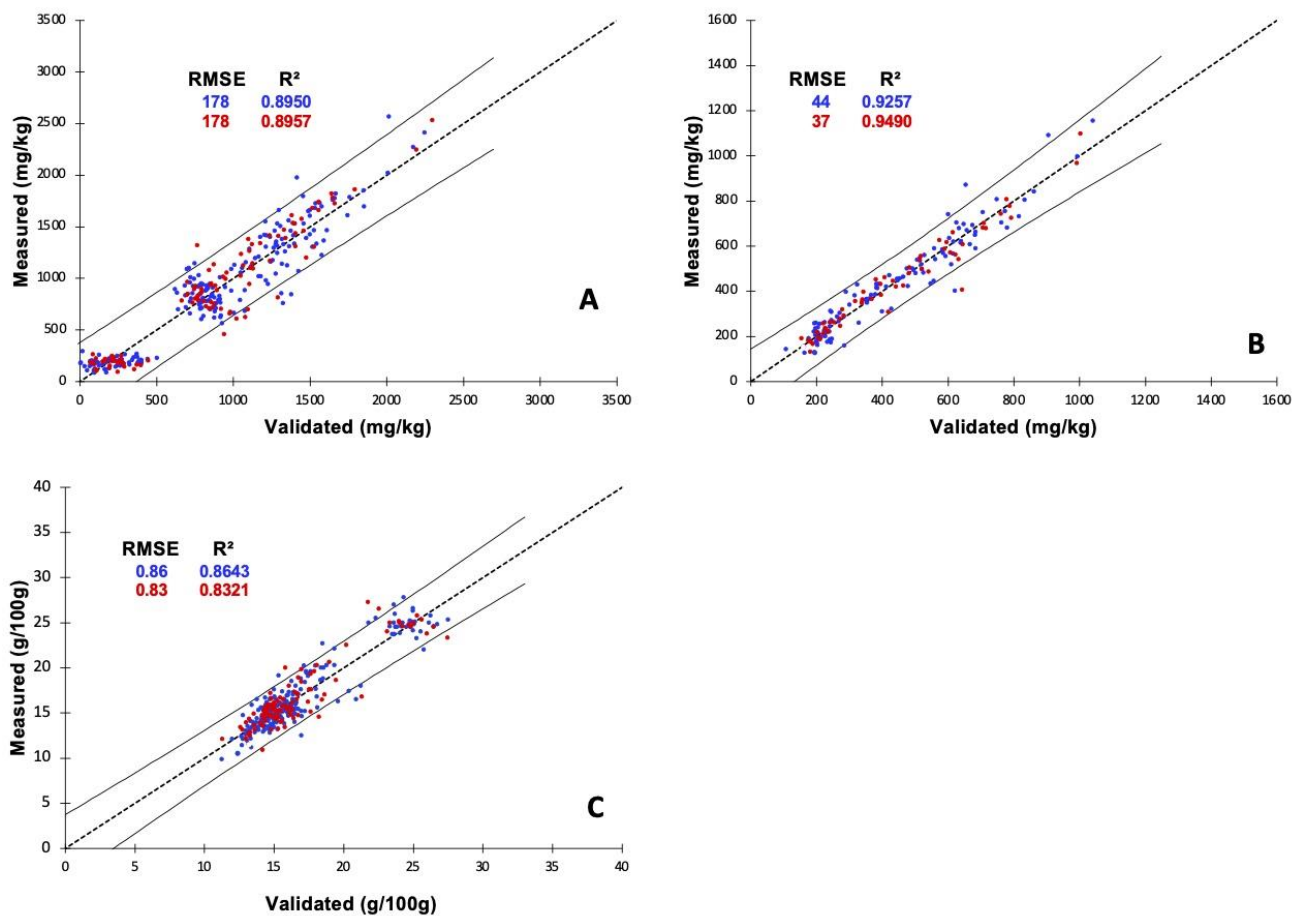 3500
3000
2500
2000
1500
1000
500
0
Measured (mg/kg)
RMSE R²
178 0.8950
178 0.8957
A
0 500 1000 1500 2000 2500 3000 3500
Validated (mg/kg)
1600
1400
1200
1000
800
600
400
200
0
Measured (mg/kg)
RMSE R²
44 0.9257
37 0.9490
B
0 200 400 600 800 1000 1200 1400 1600
Validated (mg/kg)
40
35
30
25
20
15
10
5
0
Measured (g/100g)
RMSE R²
0.86 0.8643
0.83 0.8321
C
0 5 10 15 20 25 30 35 40
Validated (g/100g)